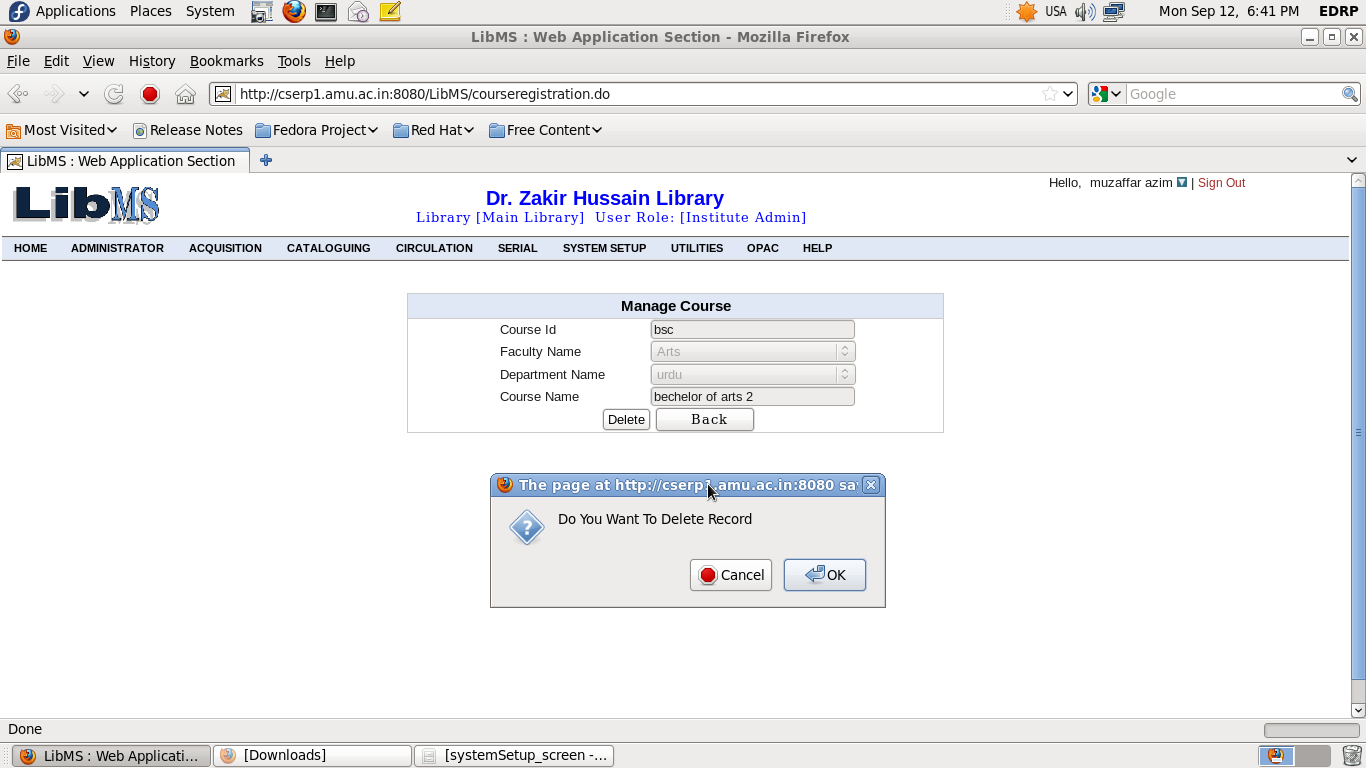 Applications Places System USA Mon Sep 12, 6:41 PM EDRP
LibMS : Web Application Section - Mozilla Firefox
File Edit View History Bookmarks Tools Help
http://cserp1.amu.ac.in:8080/LibMS/courseregistration.do Google
Most Visited Release Notes Fedora Project Red Hat Free Content
LibMS : Web Application Section
Hello, muzaffar azim | Sign Out
LibMS
Dr. Zakir Hussain Library
Library [Main Library] User Role: [Institute Admin]
HOME ADMINISTRATOR ACQUISITION CATALOGUING CIRCULATION SERIAL SYSTEM SETUP UTILITIES OPAC HELP
Manage Course
Course Id bsc
Faculty Name Arts
Department Name urdu
Course Name bechelor of arts 2
Delete Back
The page at http://cserp1.amu.ac.in:8080 sa
Do You Want To Delete Record
Cancel OK
Done
LibMS : Web Applicati... [Downloads] [systemSetup_screen -...